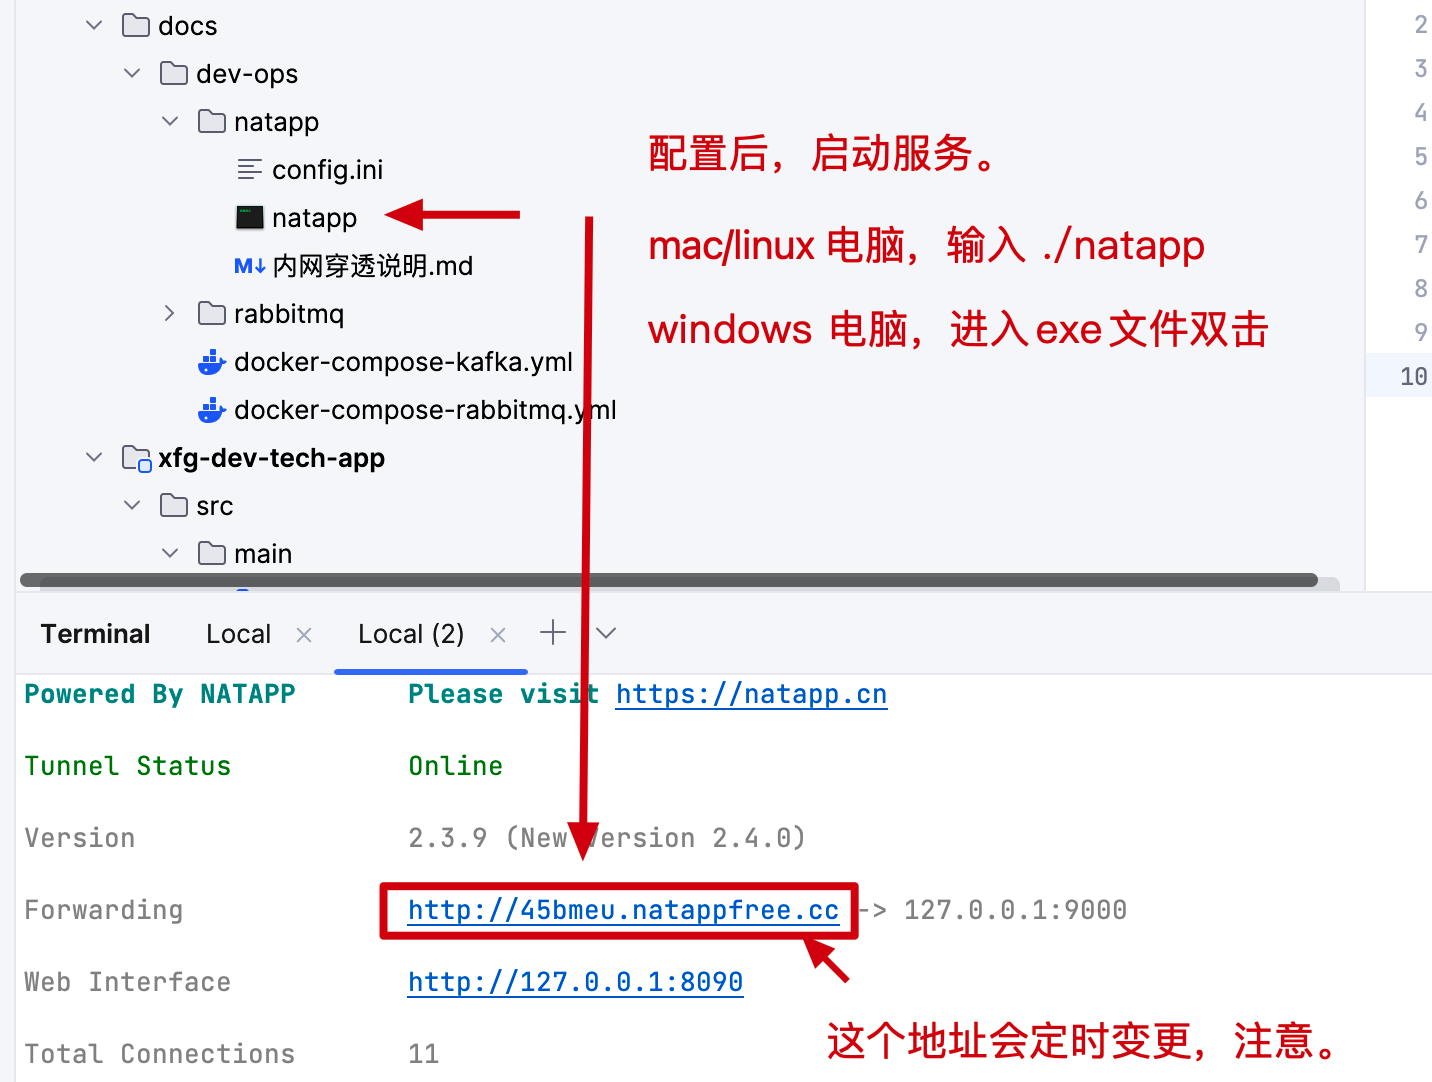 docs
dev-ops
natapp
config.ini
natapp
M↓ 内网穿透说明.md
rabbitmq
docker-compose-kafka.yml
docker-compose-rabbitmq.yml
xfg-dev-tech-app
src
main
配置后，启动服务。
mac/linux 电脑，输入 ./natapp
windows 电脑，进入exe文件双击
2
3
4
5
6
7
8
9
10
Terminal Local Local (2)
Powered By NATAPP Please visit https://natapp.cn
Tunnel Status Online
Version 2.3.9 (New Version 2.4.0)
Forwarding http://45bmeu.natappfree.cc -> 127.0.0.1:9000
Web Interface http://127.0.0.1:8090
Total Connections 11
这个地址会定时变更，注意。